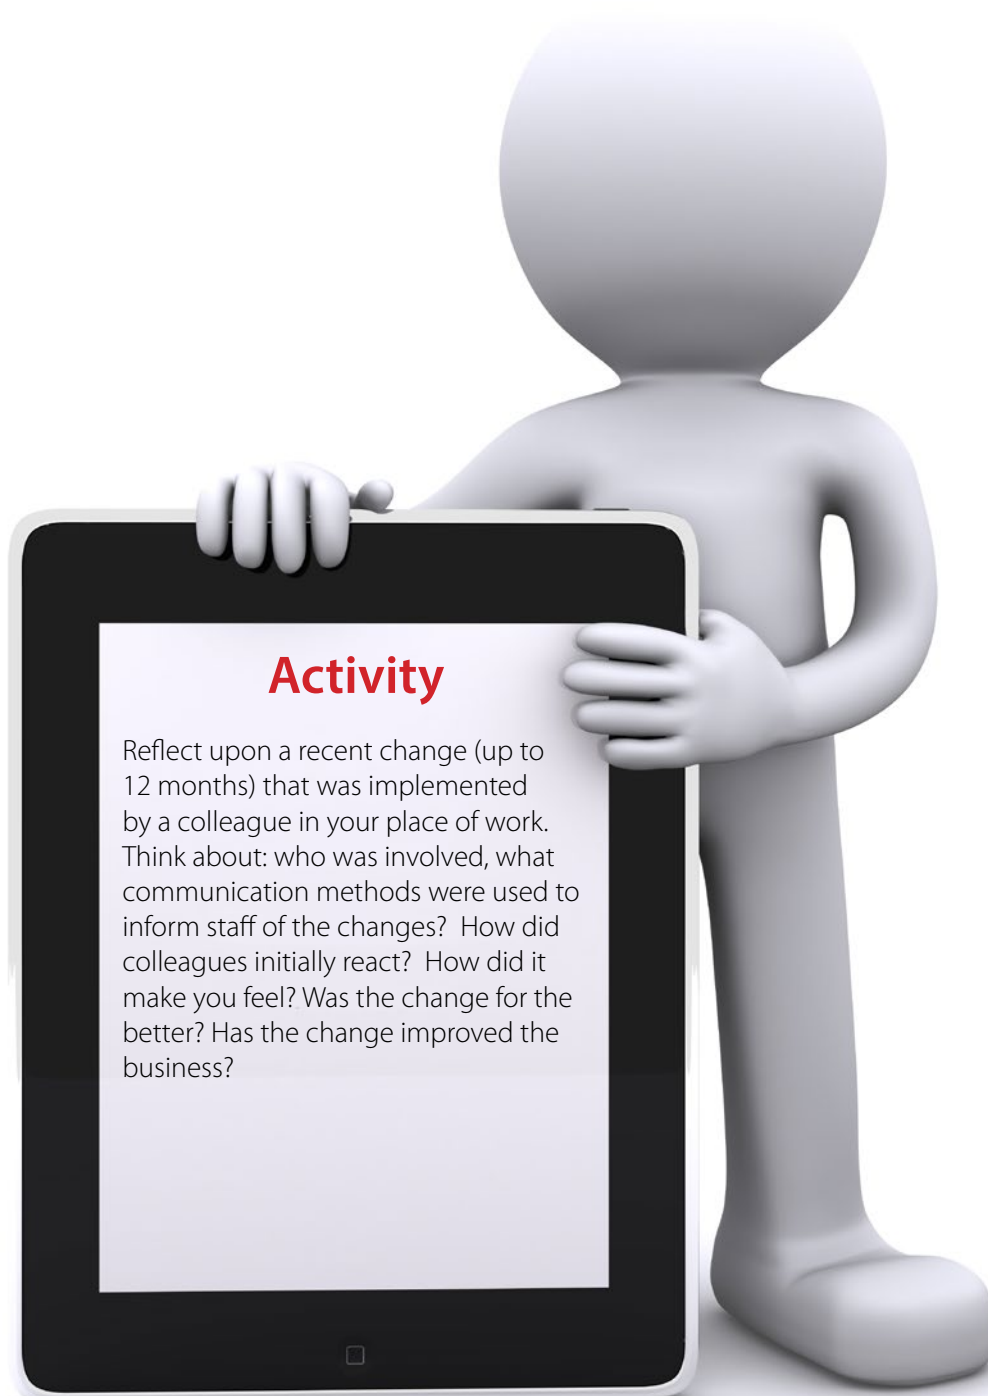 Activity
Reflect upon a recent change (up to
12 months) that was implemented
by a colleague in your place of work.
Think about: who was involved, what
communication methods were used to
inform staff of the changes?  How did
colleagues initially react?  How did it
make you feel? Was the change for the
better? Has the change improved the
business?